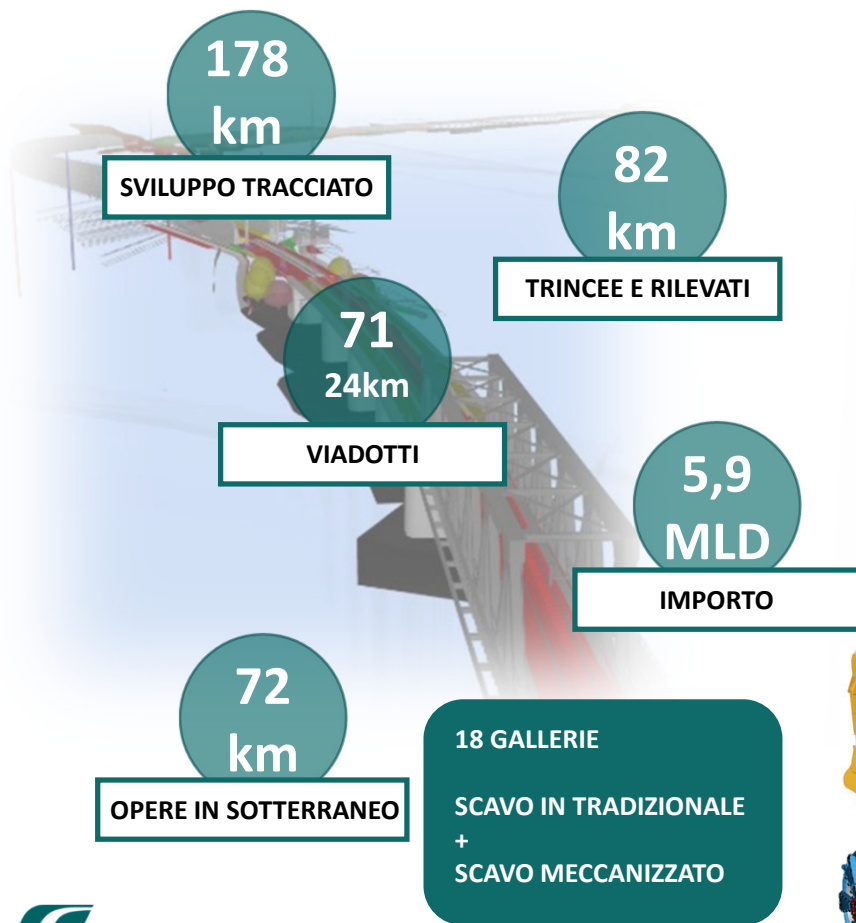 178
km
SVILUPPO TRACCIATO
82
km
TRINCEE E RILEVATI
71
24km
VIADOTTI
5,9
MLD
IMPORTO
72
km
OPERE IN SOTTERRANEO
18 GALLERIE
SCAVO IN TRADIZIONALE
+
SCAVO MECCANIZZATO